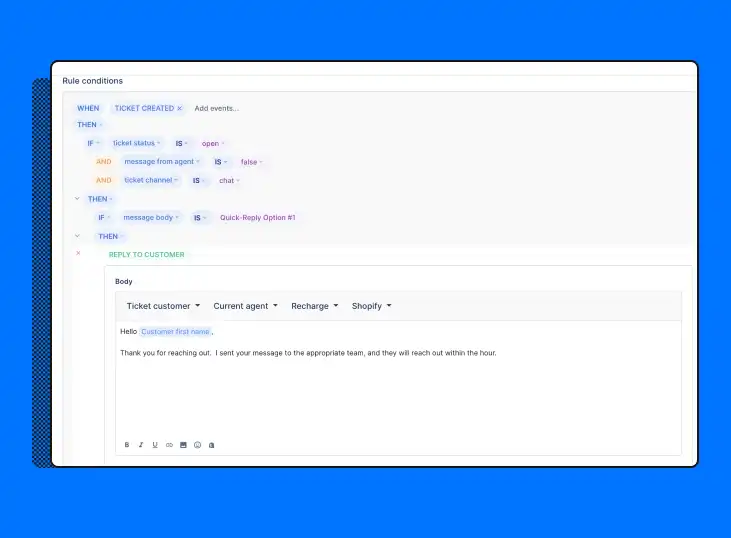 Rule conditions
WHEN TICKET CREATED × Add events...
THEN
IF ticket status IS open
AND message from agent IS false
AND ticket channel IS chat
THEN
IF message body IS Quick-Reply Option #1
THEN
REPLY TO CUSTOMER
Body
Ticket customer Current agent Recharge Shopify
Hello Customer first name,
Thank you for reaching out. I sent your message to the appropriate team, and they will reach out within the hour.
B I U